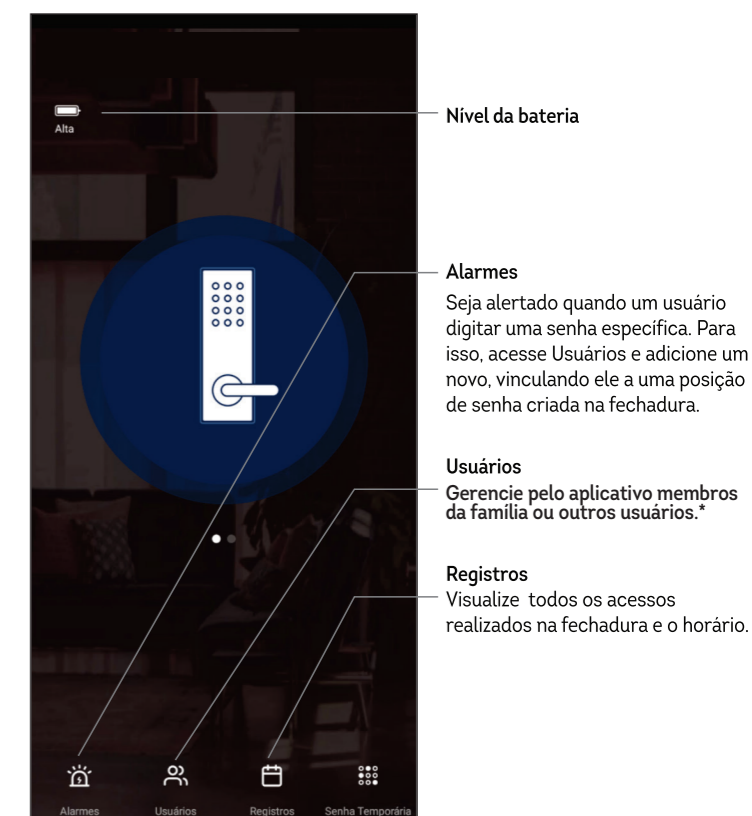 Alta
Nível da bateria
Alarmes
Seja alertado quando um usuário
digitar uma senha específica. Para
isso, acesse Usuários e adicione um
novo, vinculando ele a uma posição
de senha criada na fechadura.
Usuários
Gerencie pelo aplicativo membros
da família ou outros usuários.*
Registros
Visualize todos os acessos
realizados na fechadura e o horário.
Alarmes Usuários Registros Senha Temporária